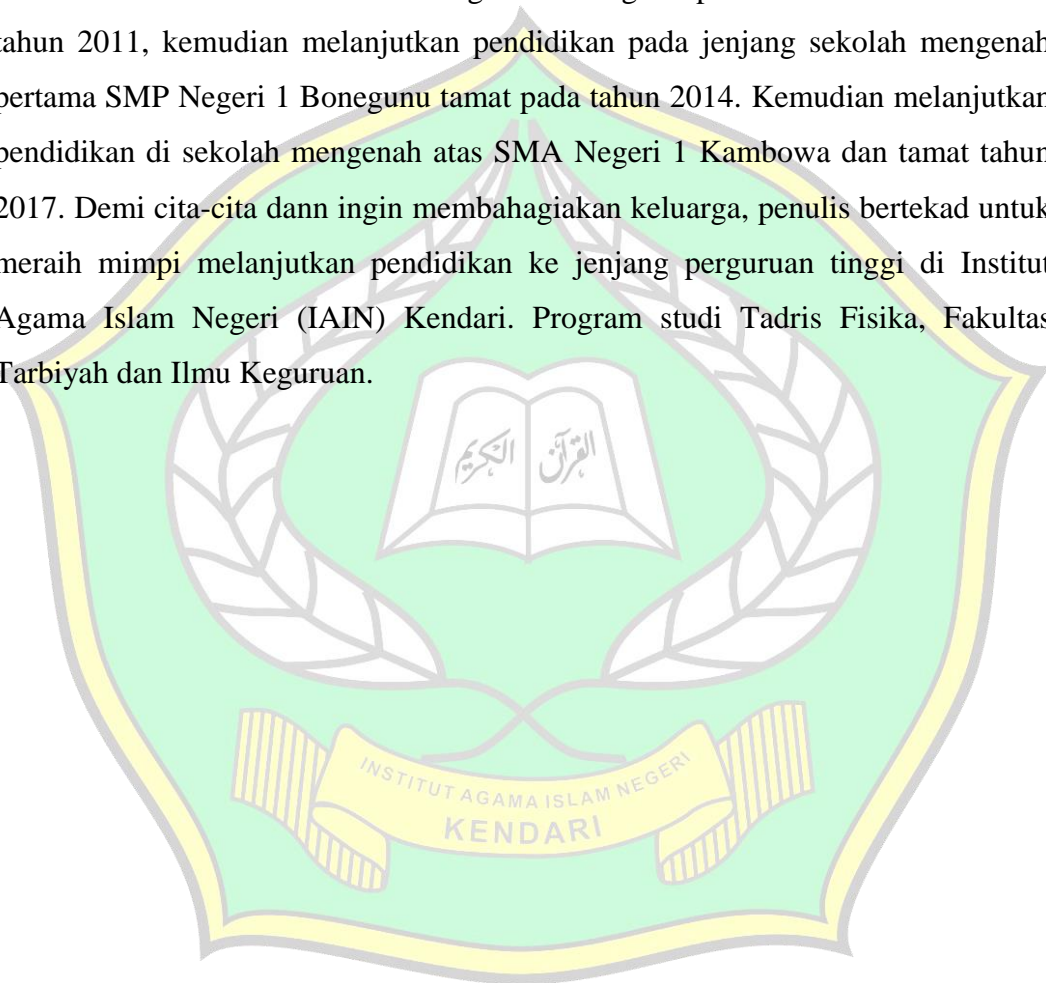 tahun 2011, kemudian melanjutkan pendidikan pada jenjang sekolah mengenah
pertama SMP Negeri 1 Bonegunu tamat pada tahun 2014. Kemudian melanjutkan
pendidikan di sekolah mengenah atas SMA Negeri 1 Kambowa dan tamat tahun
2017. Demi cita-cita dann ingin membahagiakan keluarga, penulis bertekad untuk
meraih mimpi melanjutkan pendidikan ke jenjang perguruan tinggi di Institut
Agama Islam Negeri (IAIN) Kendari. Program studi Tadris Fisika, Fakultas
Tarbiyah dan Ilmu Keguruan.
القرآن الكريم
INSTITUT AGAMA ISLAM NEGERI
KENDARI